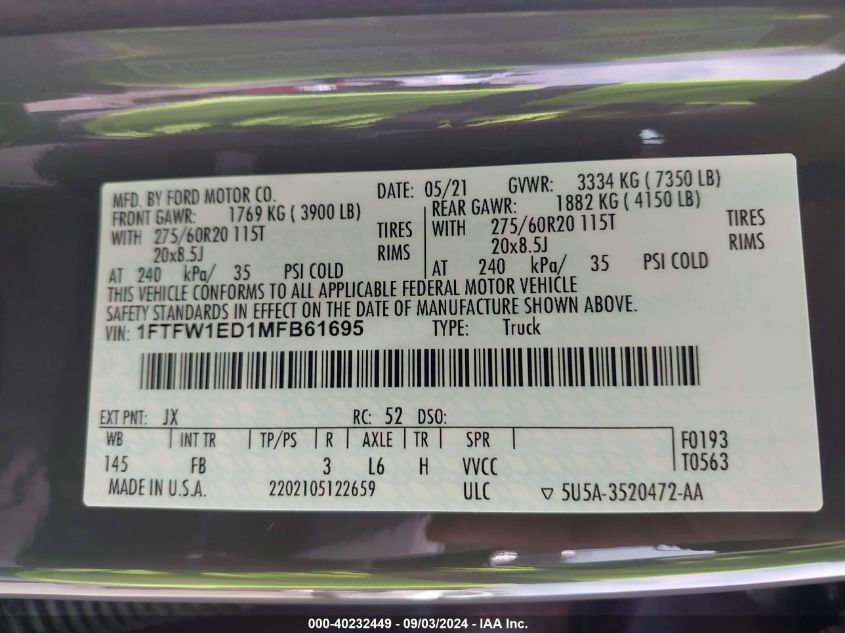 MFD. BY FORD MOTOR CO. DATE: 05/21 GVWR: 3334 KG ( 7350 LB)
FRONT GAWR: 1769 KG ( 3900 LB) REAR GAWR: 1882 KG ( 4150 LB)
WITH 275/60R20 115T TIRES WITH 275/60R20 115T TIRES
20x8.5J RIMS 20x8.5J RIMS
AT 240 kPa/ 35 PSI COLD AT 240 kPa/ 35 PSI COLD
THIS VEHICLE CONFORMS TO ALL APPLICABLE FEDERAL MOTOR VEHICLE
SAFETY STANDARDS IN EFFECT ON THE DATE OF MANUFACTURE SHOWN ABOVE.
VIN: 1FTFW1ED1MFB61695 TYPE: Truck
EXT PNT: JX RC: 52 DSO:
WB INT TR TP/PS R AXLE TR SPR F0193
145 FB 3 L6 H VVCC T0563
MADE IN U.S.A. 2202105122659 ULC ▽ 5U5A-3520472-AA
000-40232449 - 09/03/2024 - IAA Inc.